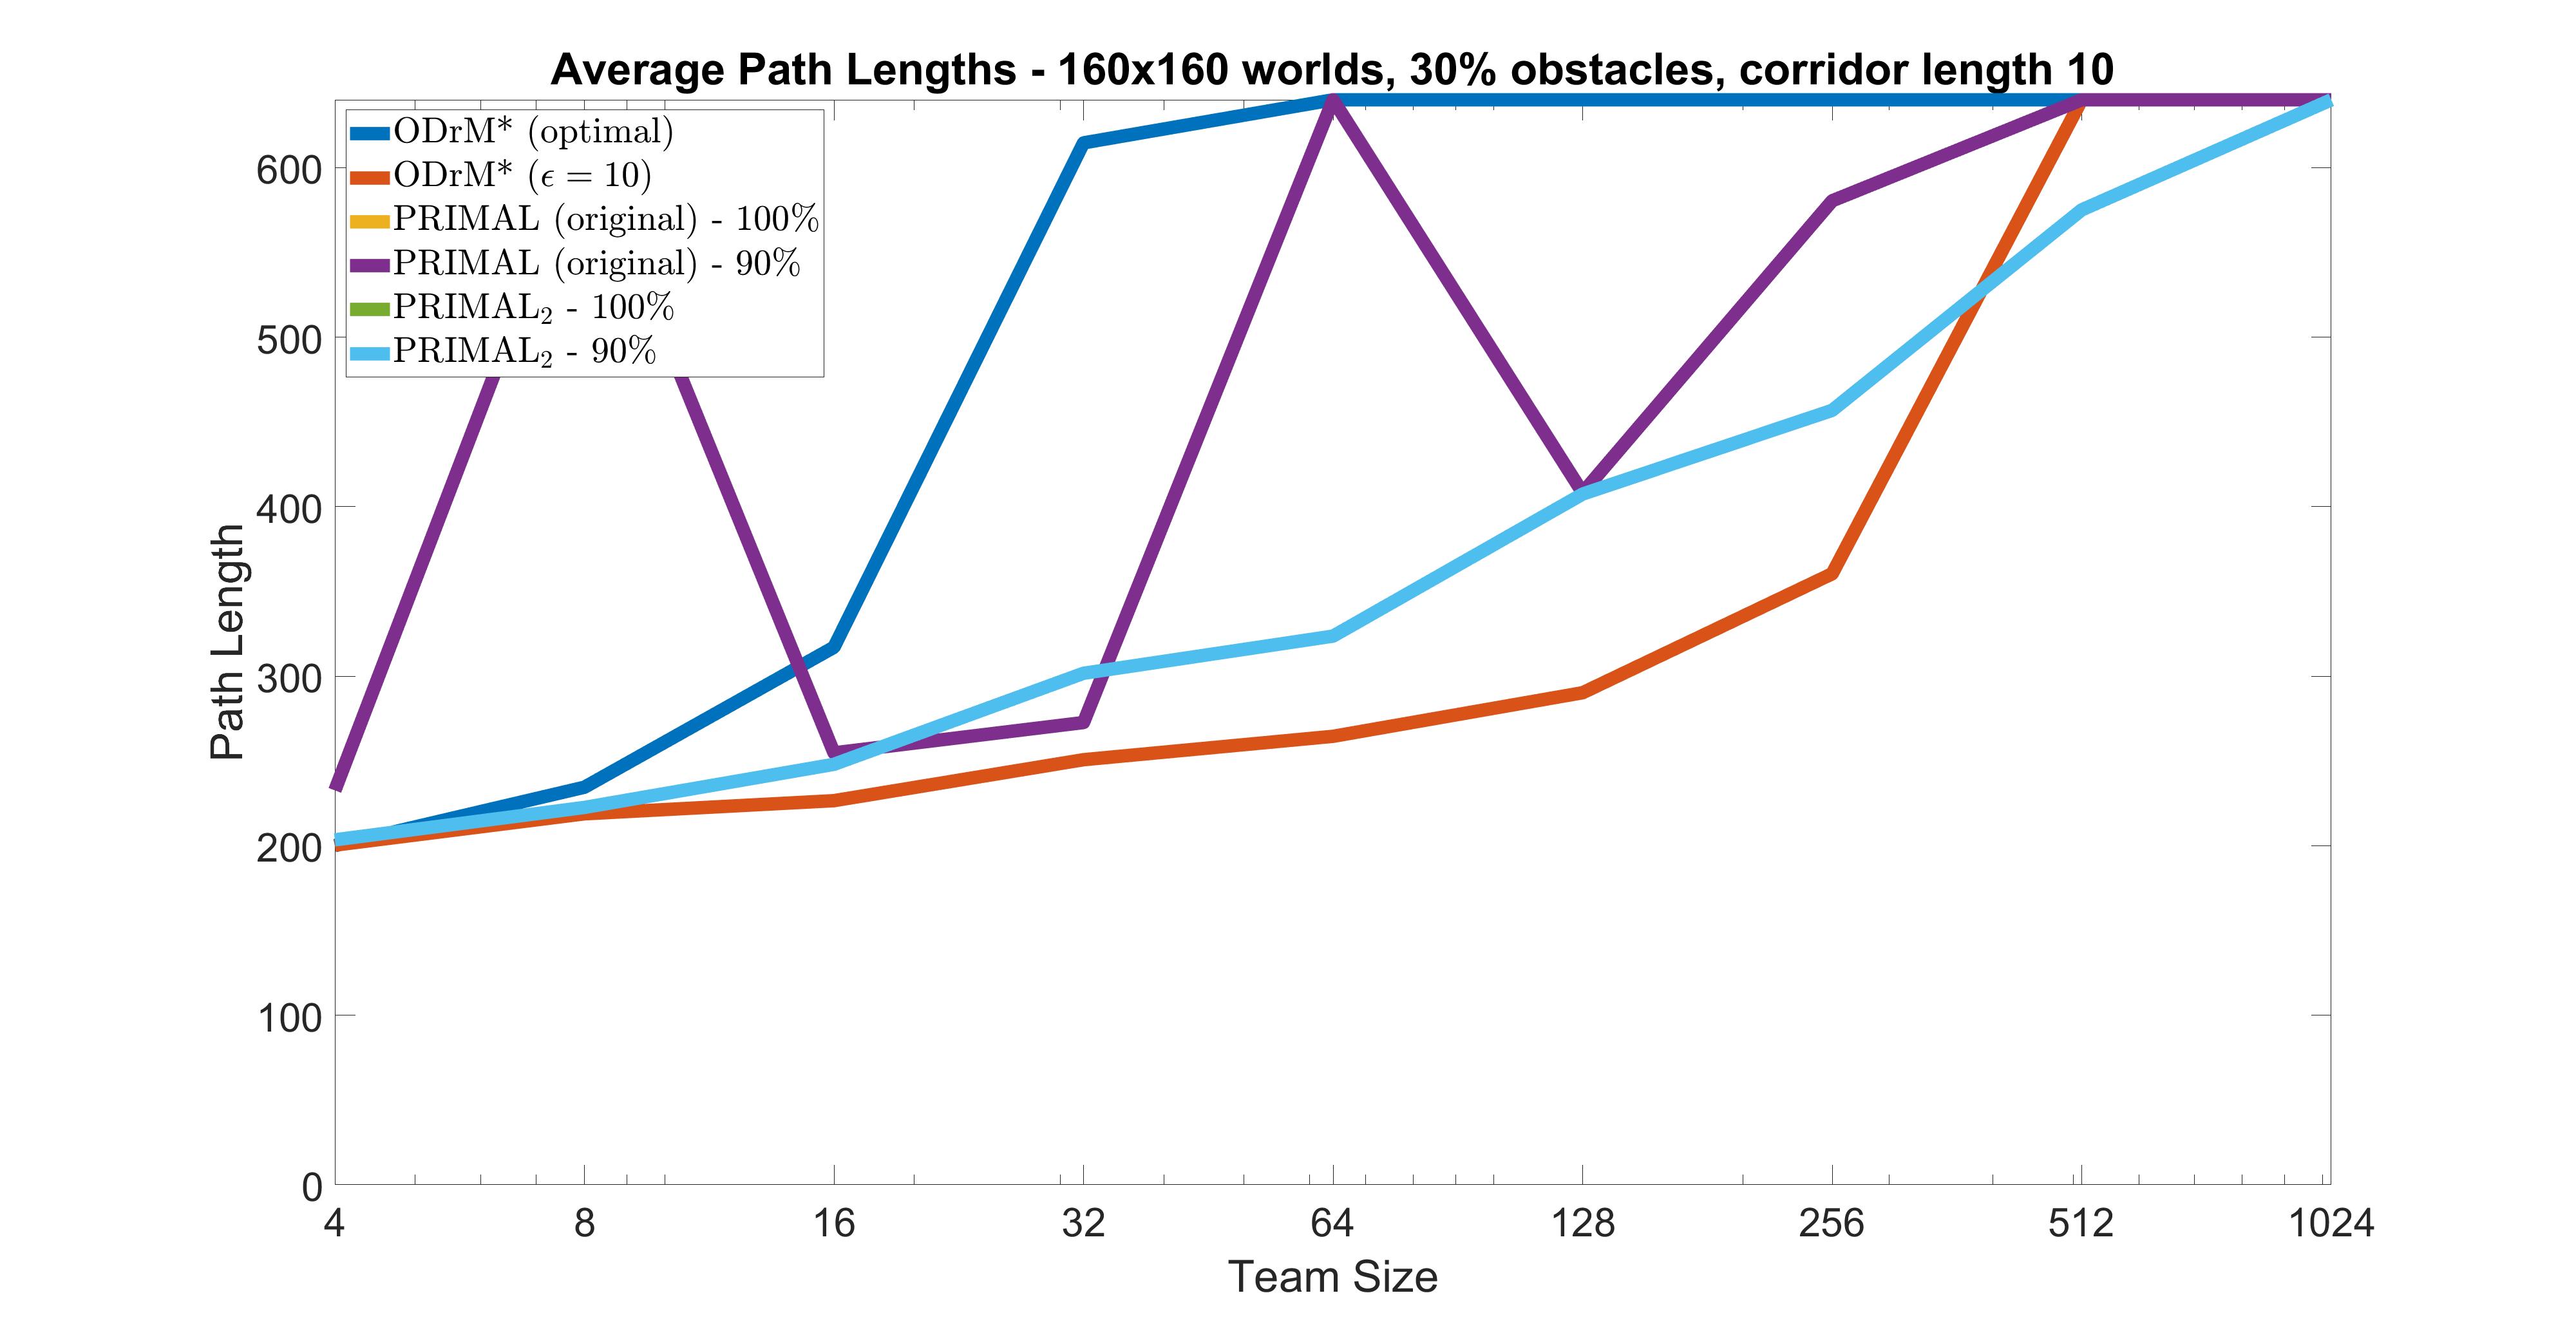 Average Path Lengths - 160x160 worlds, 30% obstacles, corridor length 10
ODrM* (optimal)
ODrM* (ϵ = 10)
PRIMAL (original) - 100%
PRIMAL (original) - 90%
PRIMAL₂ - 100%
PRIMAL₂ - 90%
600
500
400
300
200
100
0
Path Length
4 8 16 32 64 128 256 512 1024
Team Size